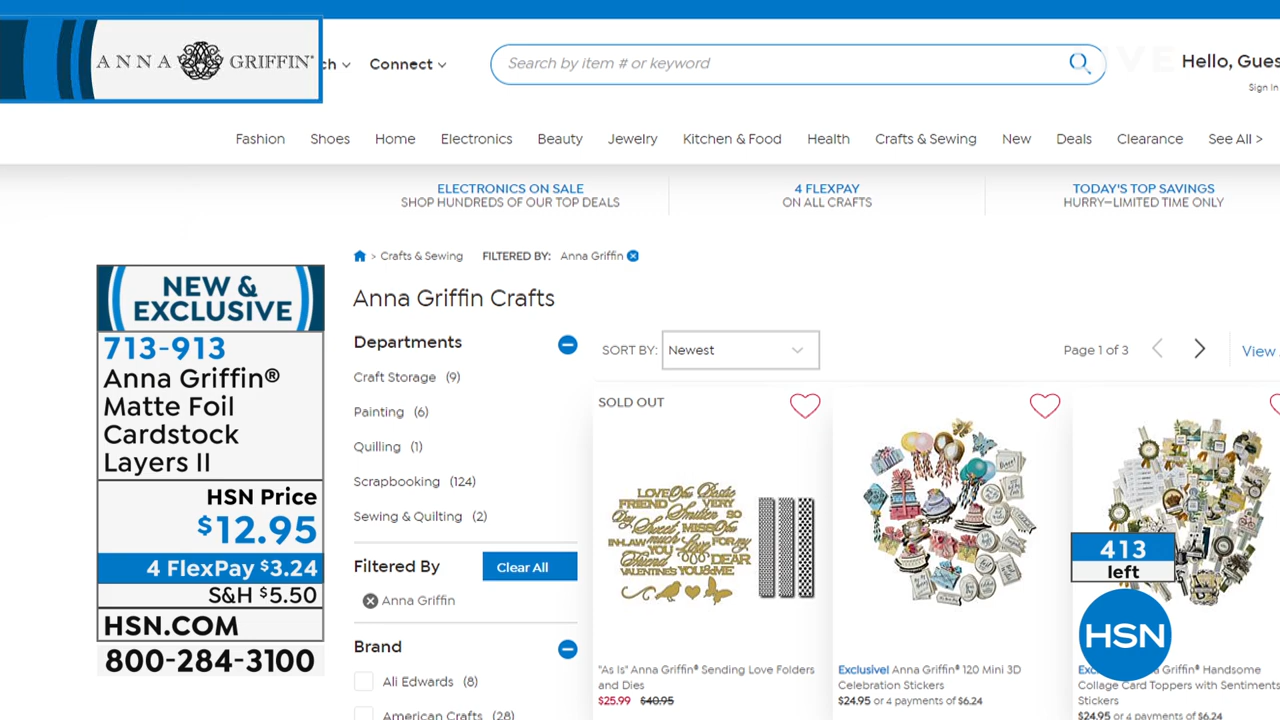 ANNA GRIFFIN
ch
Connect
Search by item # or keyword
LIVE
Hello, Gues
Sign In
Fashion Shoes Home Electronics Beauty Jewelry Kitchen & Food Health Crafts & Sewing New Deals Clearance See All >
ELECTRONICS ON SALE
SHOP HUNDREDS OF OUR TOP DEALS
4 FLEXPAY
ON ALL CRAFTS
TODAY'S TOP SAVINGS
HURRY—LIMITED TIME ONLY
> Crafts & Sewing FILTERED BY: Anna Griffin
NEW &
EXCLUSIVE
713-913
Anna Griffin®
Matte Foil
Cardstock
Layers II
HSN Price
$12.95
4 FlexPay $3.24
S&H $5.50
HSN.COM
800-284-3100
Anna Griffin Crafts
Departments
Craft Storage (9)
Painting (6)
Quilling (1)
Scrapbooking (124)
Sewing & Quilting (2)
Filtered By
Clear All
Anna Griffin
Brand
Ali Edwards (8)
American Crafts (28)
SORT BY: Newest
Page 1 of 3
View
SOLD OUT
"As Is" Anna Griffin® Sending Love Folders
and Dies
$25.99 $40.95
Exclusive! Anna Griffin® 120 Mini 3D
Celebration Stickers
$24.95 or 4 payments of $6.24
413
left
HSN
Griffin® Handsome
Collage Card Toppers with Sentiments
Stickers
$24.95 or 4 payments of $6.24